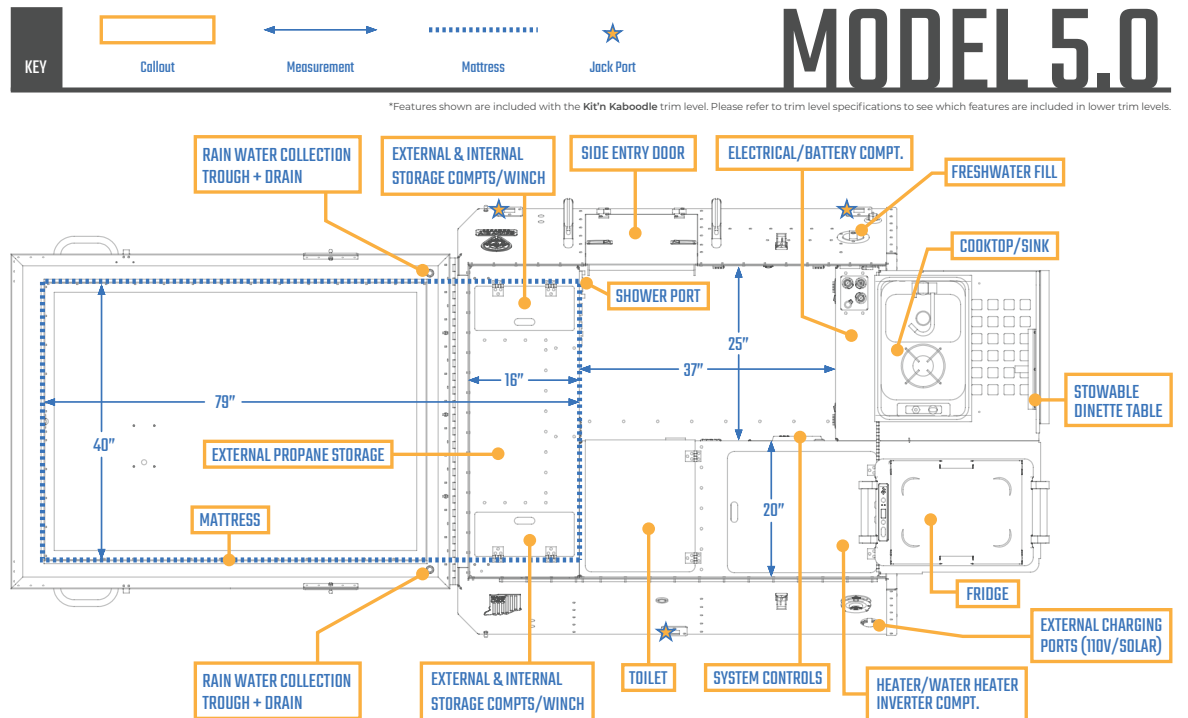 KEY
Callout
Measurement
Mattress
Jack Port
MODEL 5.0
*Features shown are included with the Kit'n Kaboodle trim level. Please refer to trim level specifications to see which features are included in lower trim levels.
RAIN WATER COLLECTION
TROUGH + DRAIN
EXTERNAL & INTERNAL
STORAGE COMPTS/WINCH
SIDE ENTRY DOOR
ELECTRICAL/BATTERY COMPT.
FRESHWATER FILL
COOKTOP/SINK
SHOWER PORT
25"
37"
16"
79"
40"
STOWABLE
DINETTE TABLE
EXTERNAL PROPANE STORAGE
20"
MATTRESS
FRIDGE
EXTERNAL CHARGING
PORTS (110V/SOLAR)
RAIN WATER COLLECTION
TROUGH + DRAIN
EXTERNAL & INTERNAL
STORAGE COMPTS/WINCH
TOILET
SYSTEM CONTROLS
HEATER/WATER HEATER
INVERTER COMPT.